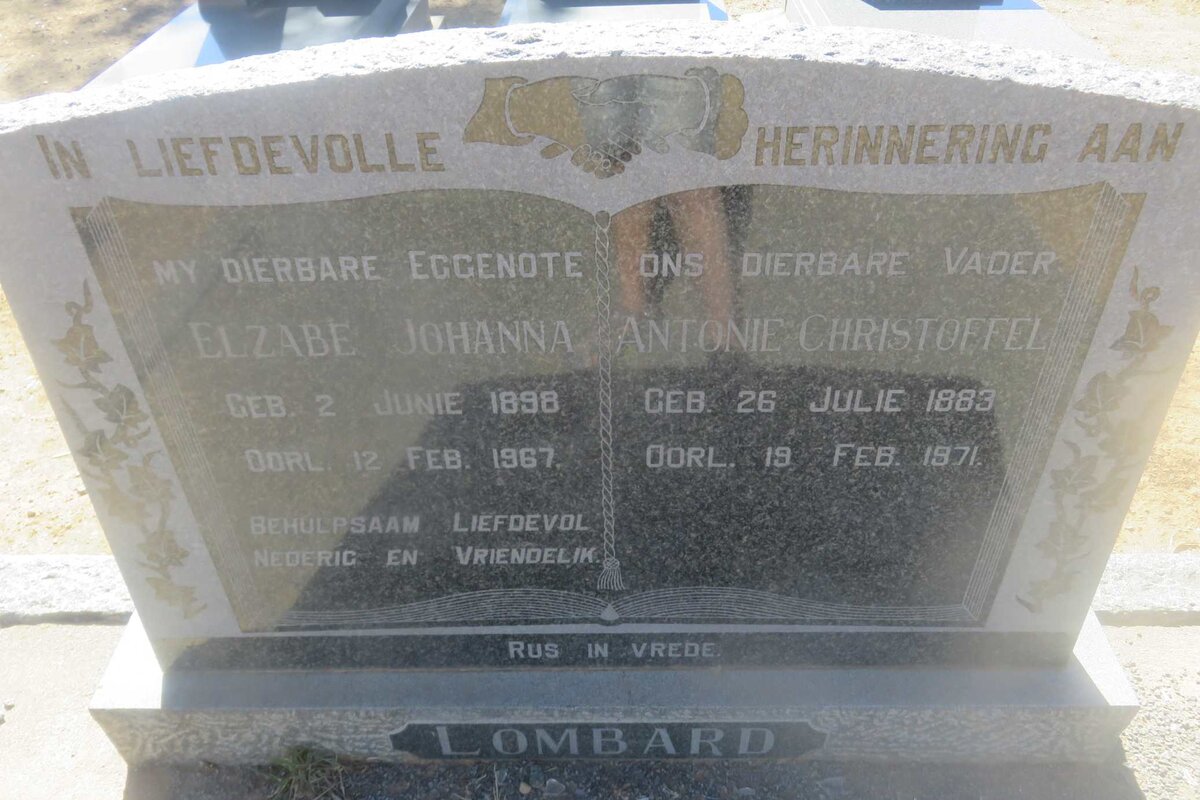 IN LIEFDEVOLLE HERINNERING AAN
MY DIERBARE EGGENOTE
ELZABE JOHANNA
GEB. 2 JUNIE 1898
OORL. 12 FEB. 1967.
BEHULPSAAM LIEFDEVOL
NEDERIG EN VRIENDELIK.
ONS DIERBARE VADER
ANTONIE CHRISTOFFEL
GEB. 26 JULIE 1883
OORL. 19 FEB. 1971.
RUS IN VREDE.
LOMBARD